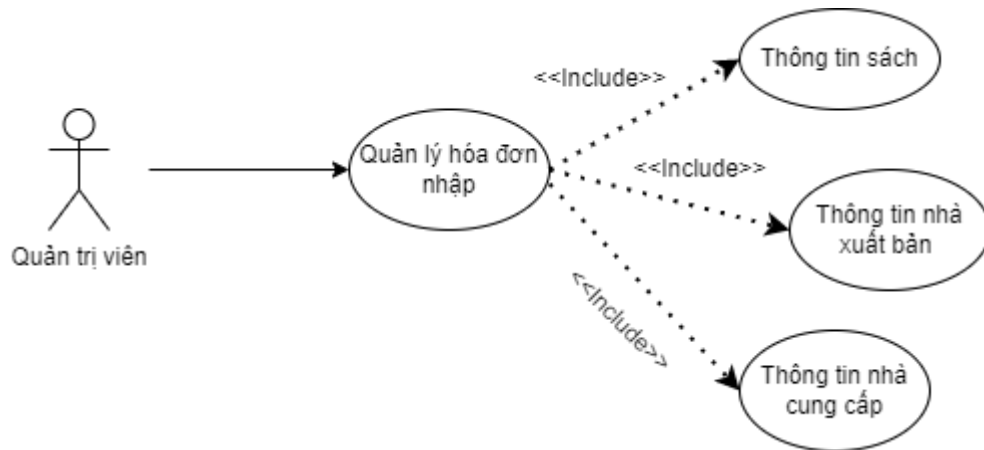 Thông tin sách
<<Include>>
Quản lý hóa đơn
nhập
<<Include>>
Thông tin nhà
xuất bản
Quản trị viên
<<Include>>
Thông tin nhà
cung cấp